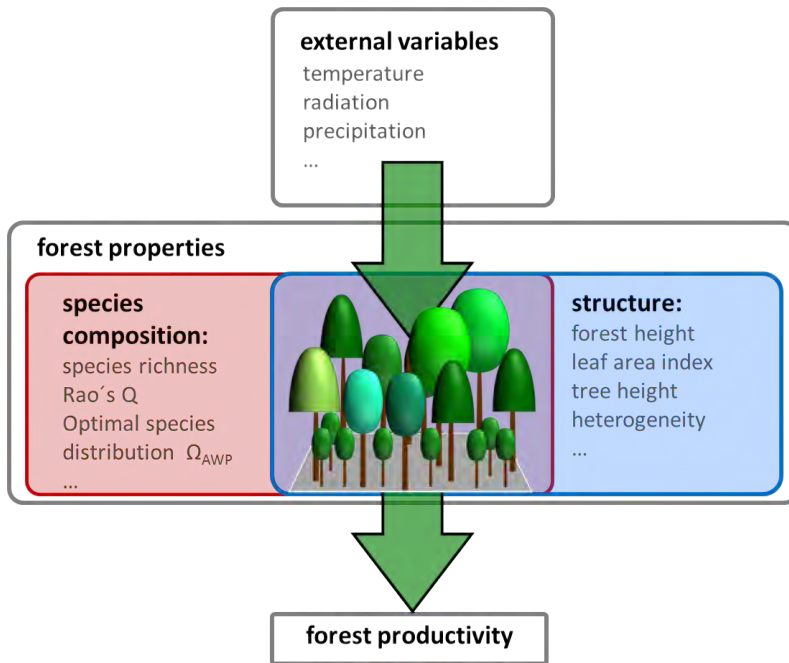 external variables
temperature
radiation
precipitation
...
forest properties
species
composition:
species richness
Rao´s Q
Optimal species
distribution Ω_AWP
...
structure:
forest height
leaf area index
tree height
heterogeneity
...
forest productivity